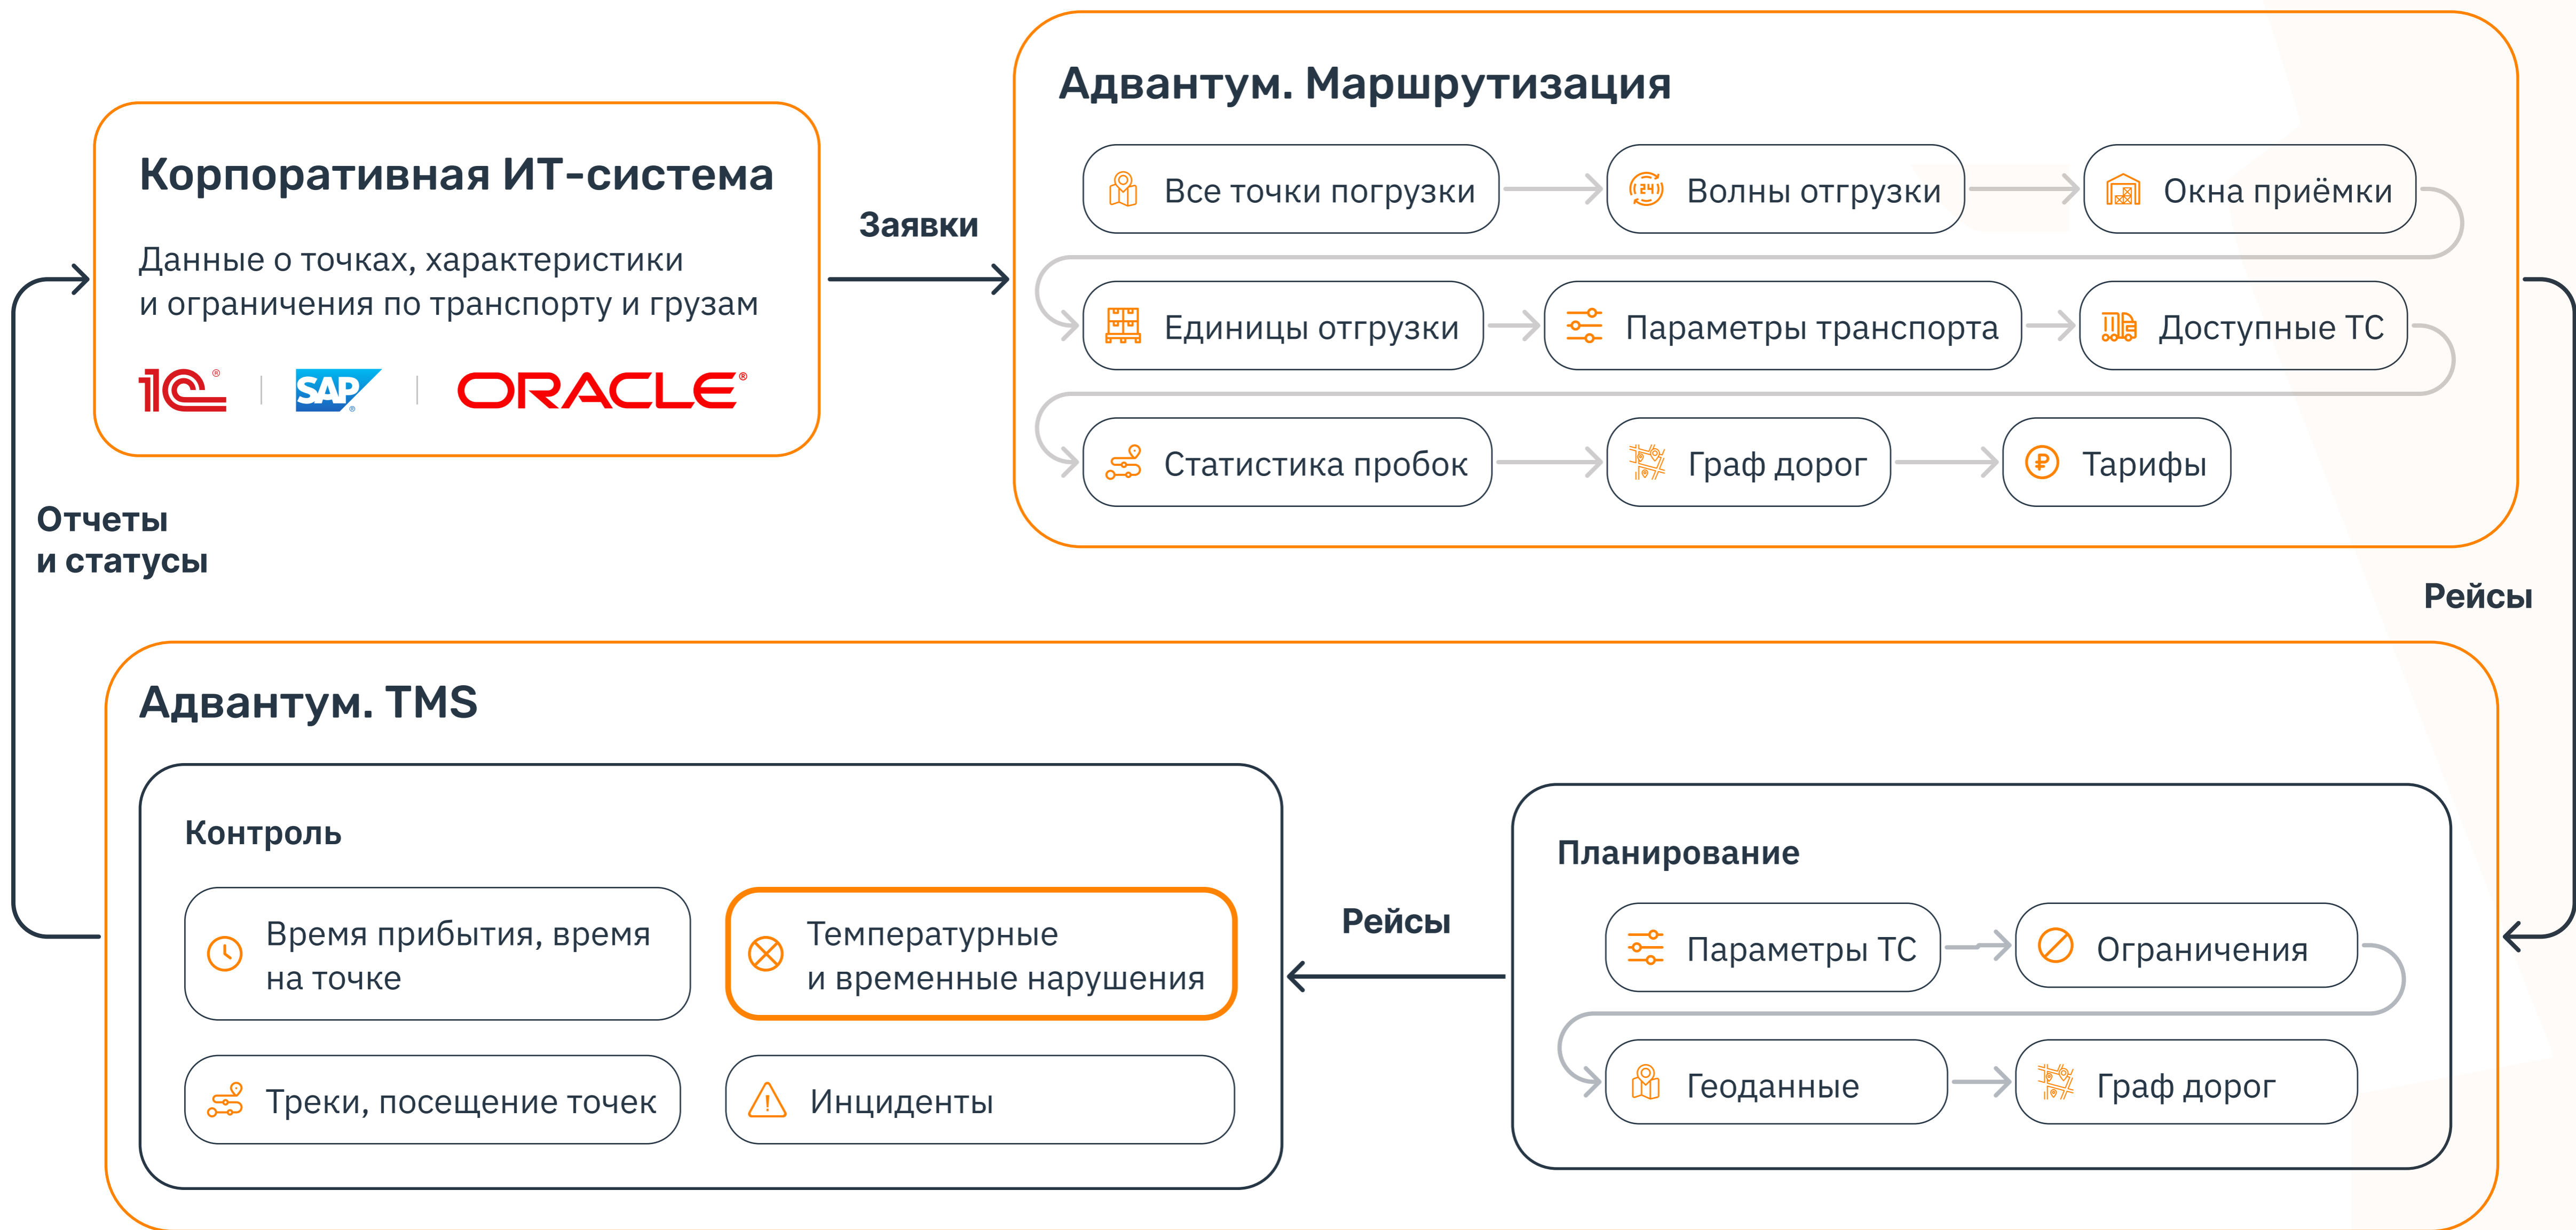 Корпоративная ИТ-система
Данные о точках, характеристики
и ограничения по транспорту и грузам
1С®
SAP®
ORACLE®
Заявки
Адвантум. Маршрутизация
Все точки погрузки
Волны отгрузки
Окна приёмки
Единицы отгрузки
Параметры транспорта
Доступные ТС
Статистика пробок
Граф дорог
Тарифы
Отчеты
и статусы
Рейсы
Адвантум. TMS
Контроль
Время прибытия, время
на точке
Температурные
и временные нарушения
Треки, посещение точек
Инциденты
Рейсы
Планирование
Параметры ТС
Ограничения
Геоданные
Граф дорог